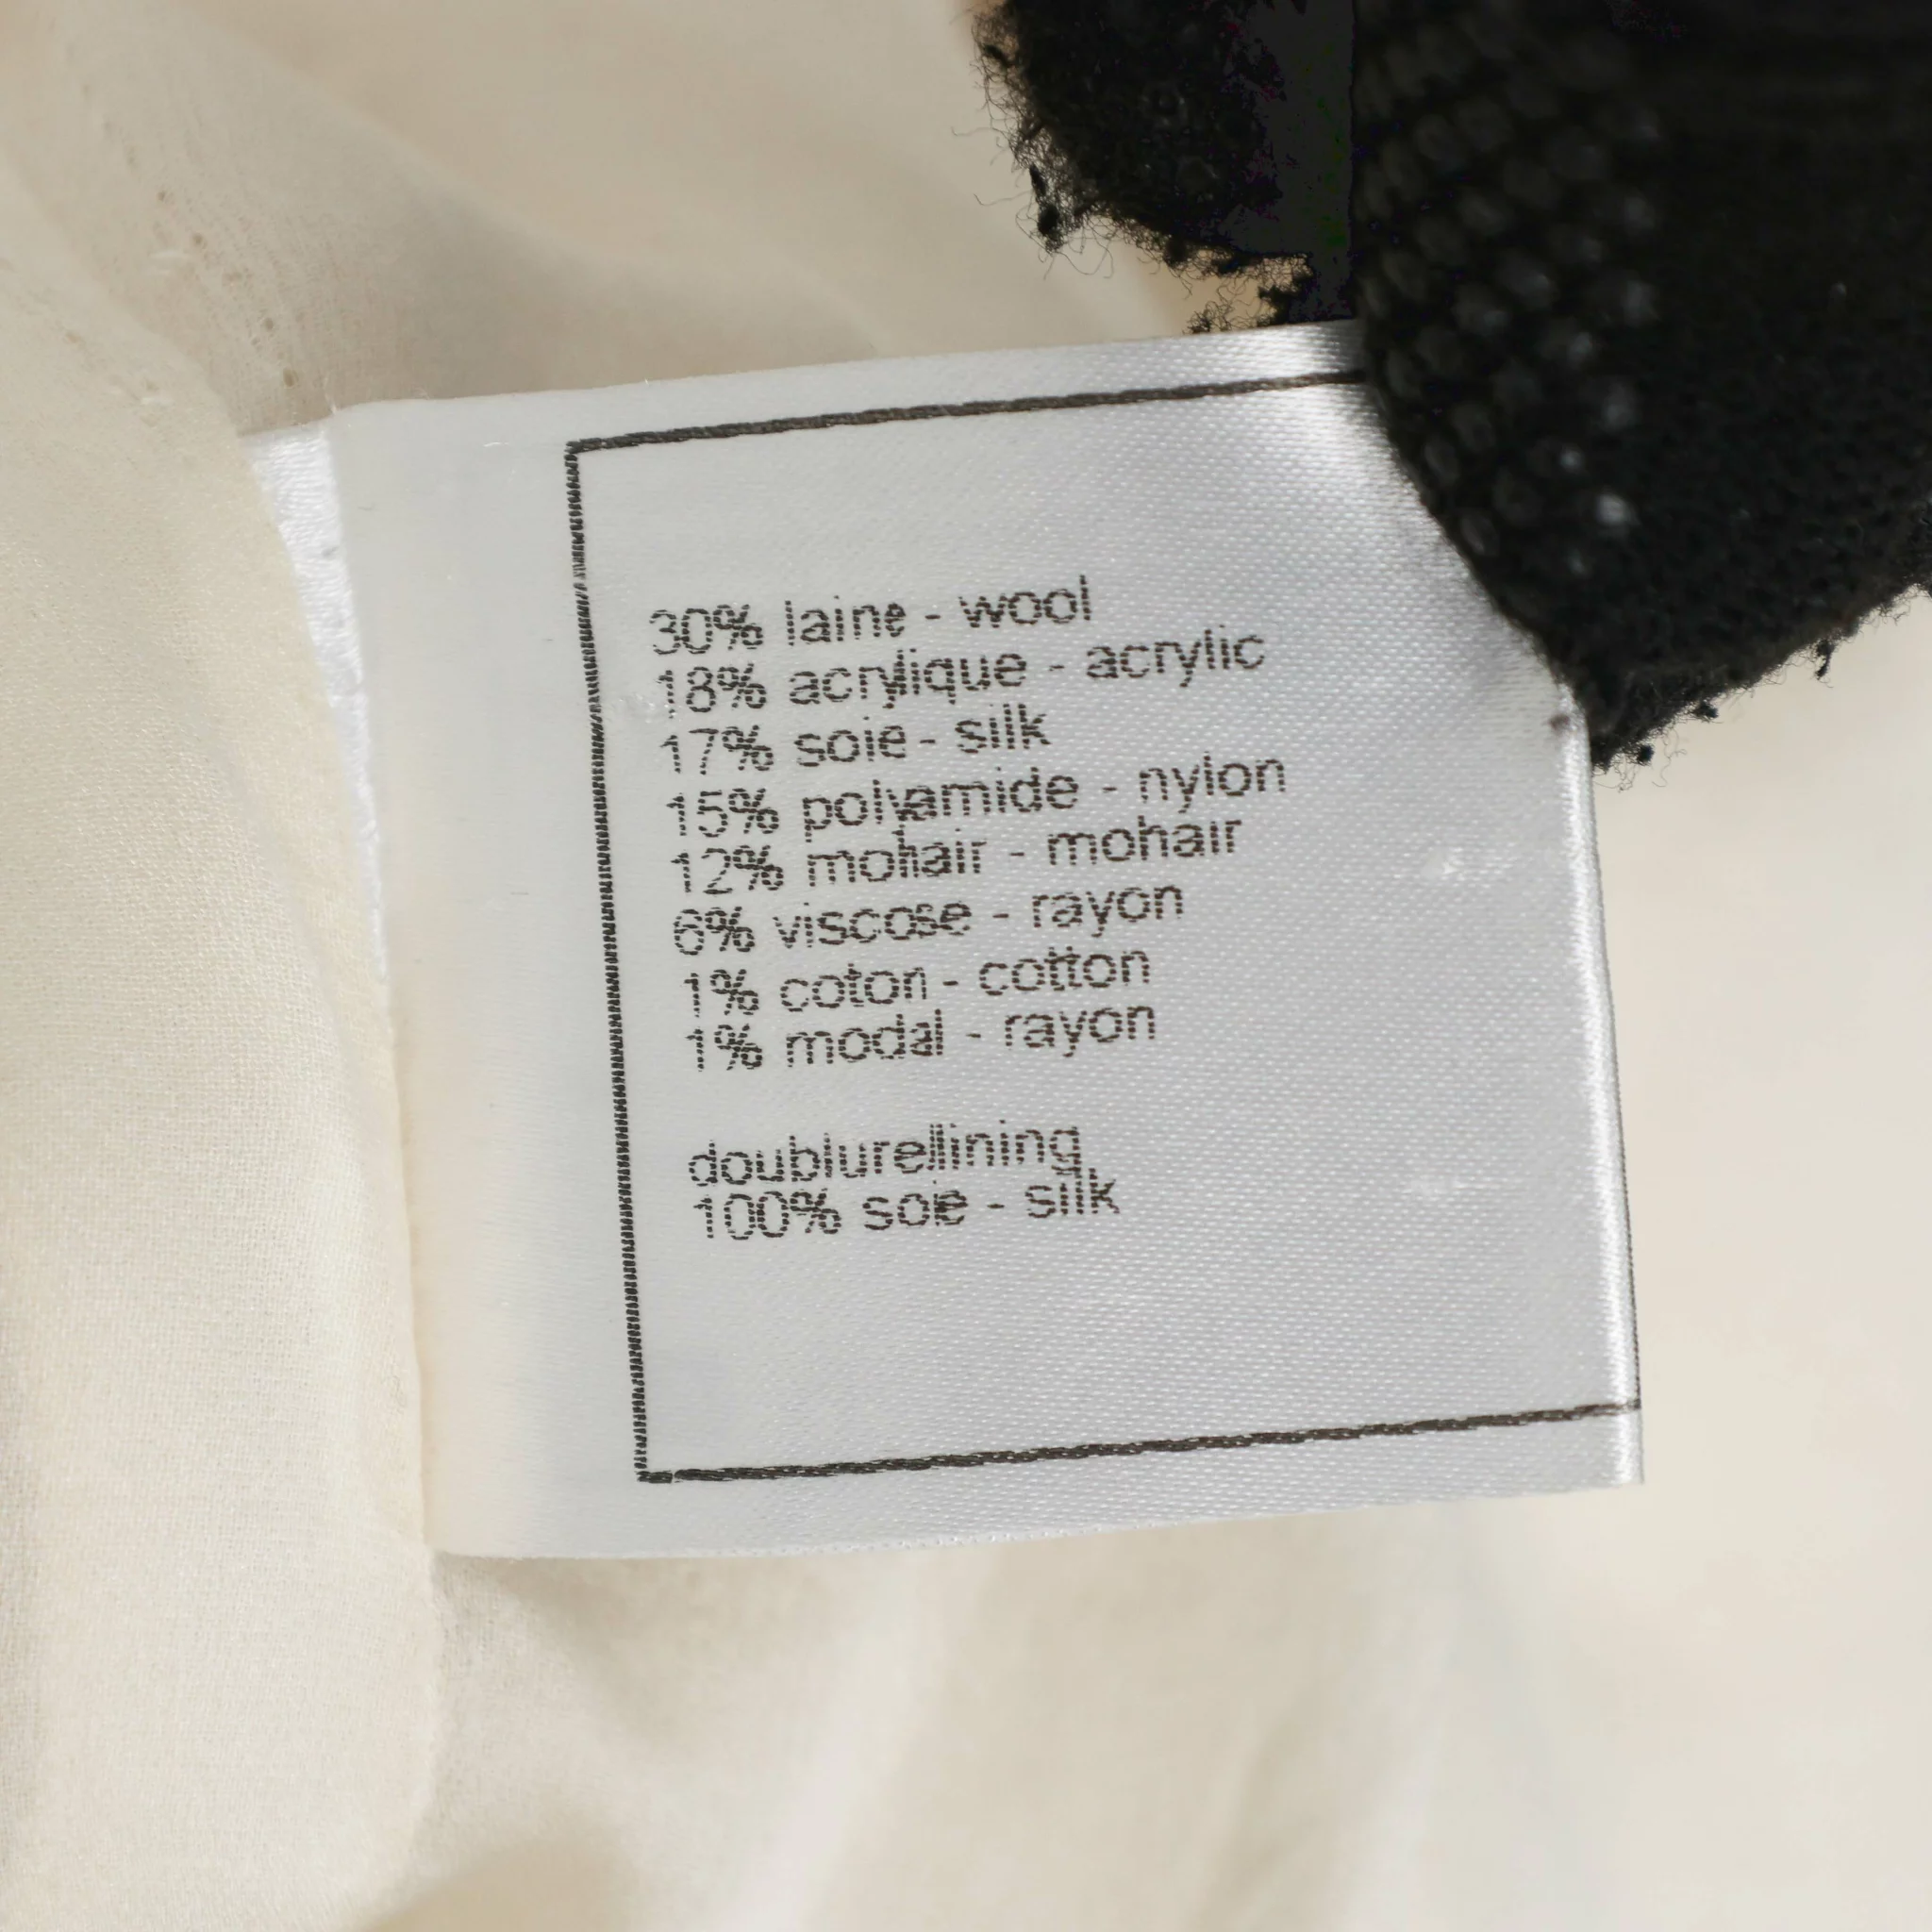 30% laine - wool
18% acrylique - acrylic
17% soie - silk
15% polyamide - nylon
12% mohair - mohair
6% viscose - rayon
1% coton - cotton
1% modal - rayon
doublure/lining
100% soie - silk